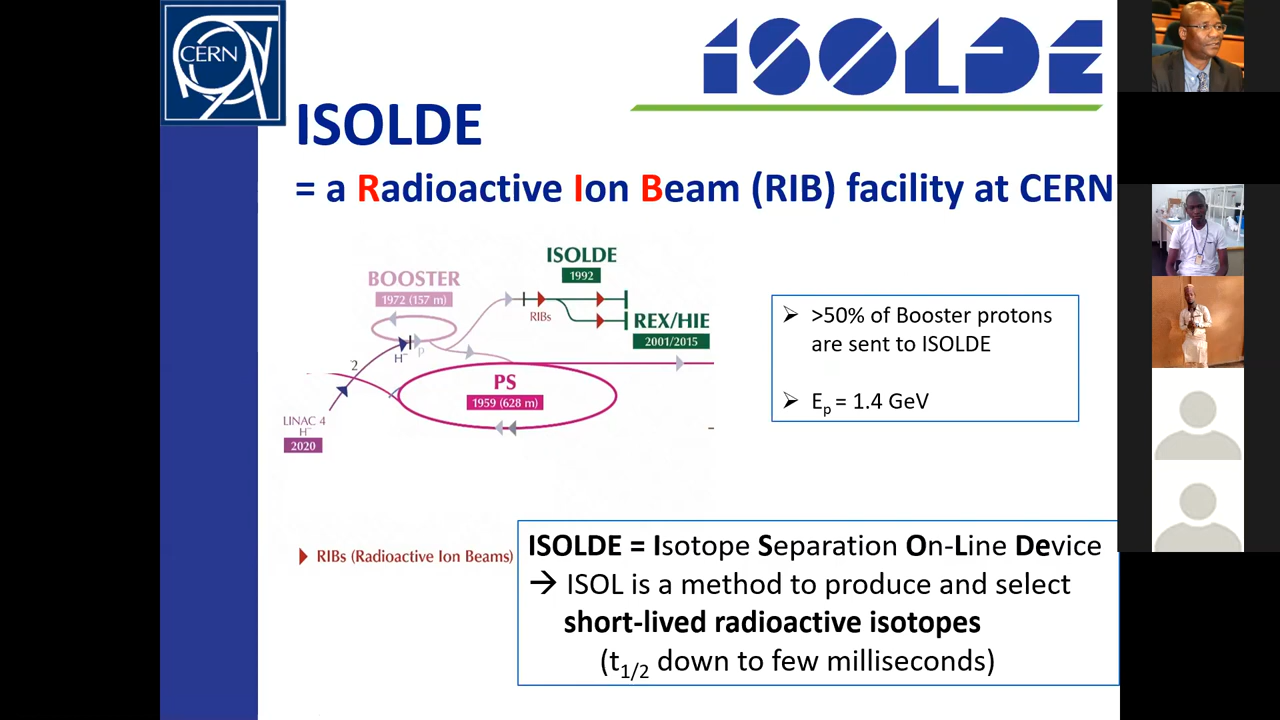 CERN
ISOLDE
ISOLDE
= a Radioactive Ion Beam (RIB) facility at CERN
ISOLDE
1992
BOOSTER
1972 (157 m)
RIBs
REX/HIE
2001/2015
H⁻
p
2
PS
1959 (628 m)
LINAC 4
H⁻
2020
➢ >50% of Booster protons
are sent to ISOLDE
➢ Eₚ = 1.4 GeV
RIBs (Radioactive Ion Beams)
ISOLDE = Isotope Separation On-Line Device
→ ISOL is a method to produce and select
short-lived radioactive isotopes
(t1/2 down to few milliseconds)